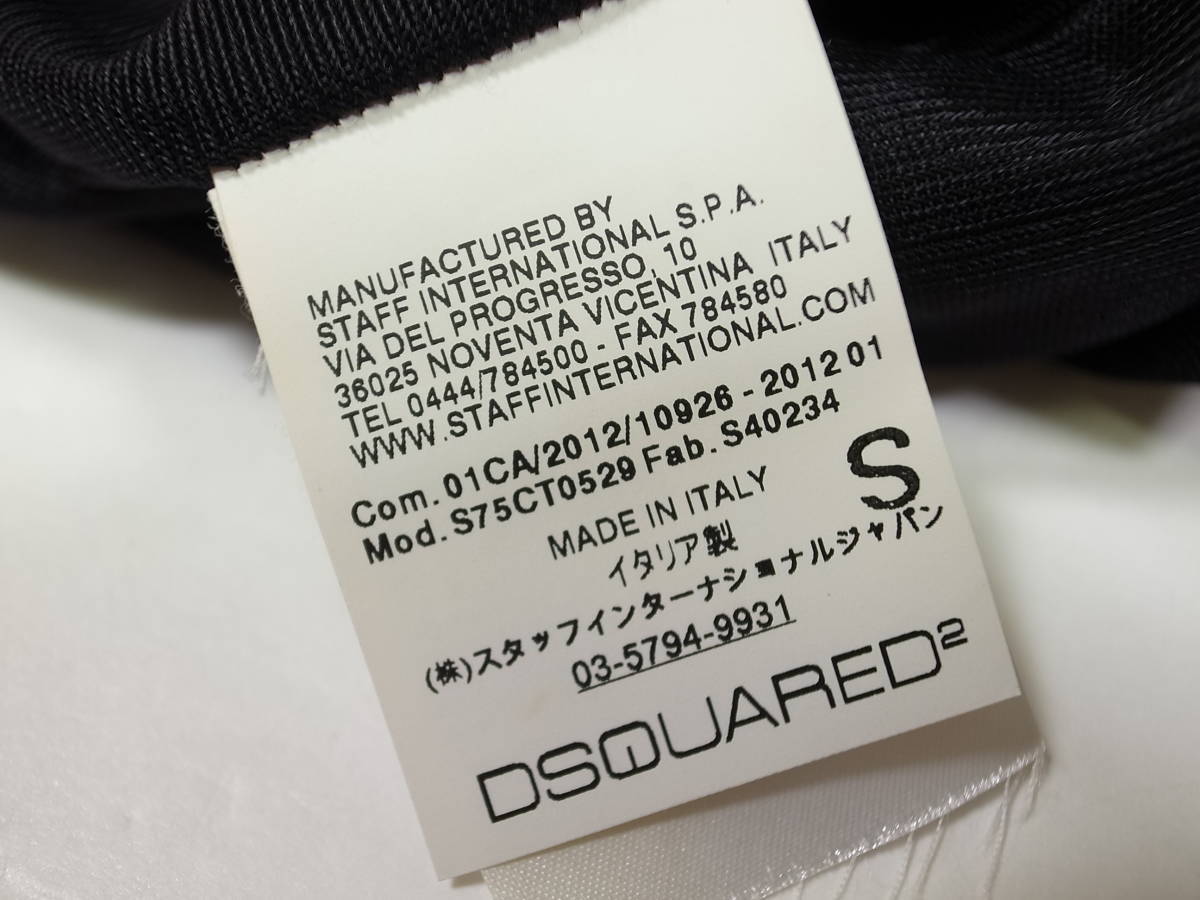 MANUFACTURED BY
STAFF INTERNATIONAL S.P.A.
VIA DEL PROGRESSO, 10
36025 NOVENTA VICENTINA ITALY
TEL 0444/784500 - FAX 784580
WWW.STAFFINTERNATIONAL.COM
Com. 01CA/2012/10926 - 2012 01
Mod. S75CT0529 Fab. S40234
S
MADE IN ITALY
イタリア製
(株)スタッフインターナショナルジャパン
03-5794-9931
DSQUARED2